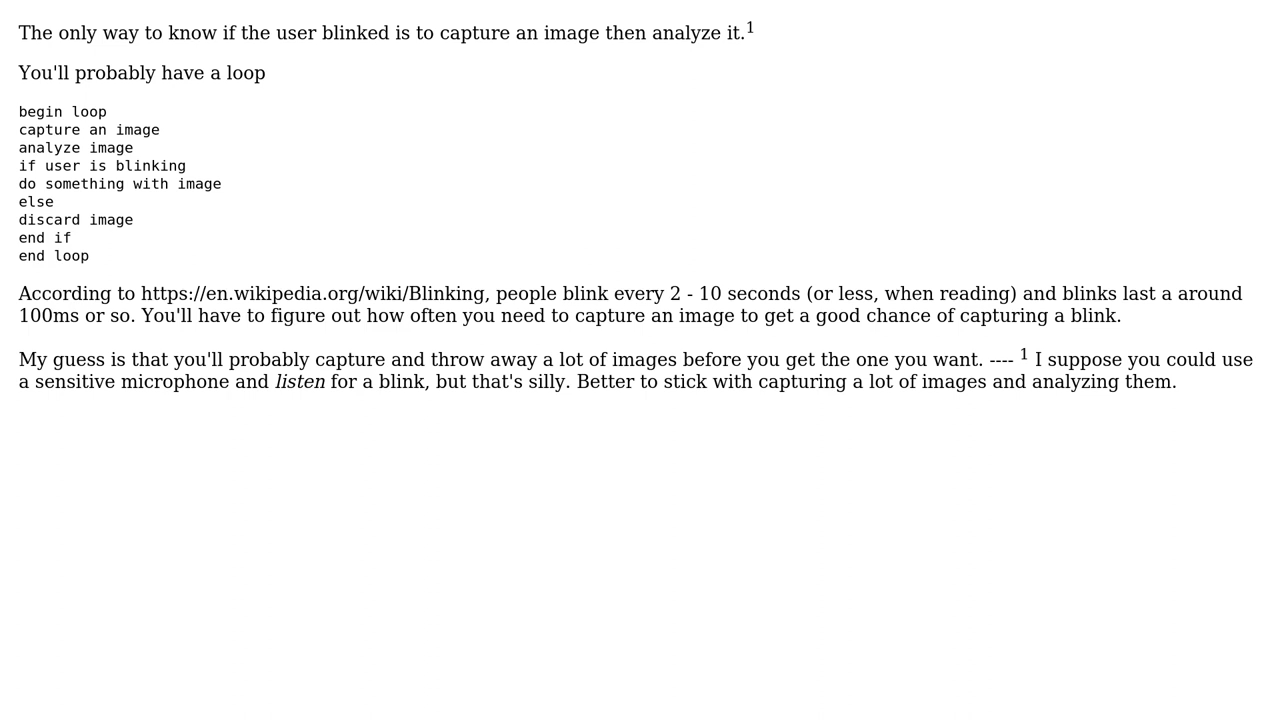 The only way to know if the user blinked is to capture an image then analyze it.1
You'll probably have a loop
begin loop
capture an image
analyze image
if user is blinking
do something with image
else
discard image
end if
end loop
According to https://en.wikipedia.org/wiki/Blinking, people blink every 2 - 10 seconds (or less, when reading) and blinks last a around
100ms or so. You'll have to figure out how often you need to capture an image to get a good chance of capturing a blink.
My guess is that you'll probably capture and throw away a lot of images before you get the one you want. ---- 1 I suppose you could use
a sensitive microphone and listen for a blink, but that's silly. Better to stick with capturing a lot of images and analyzing them.